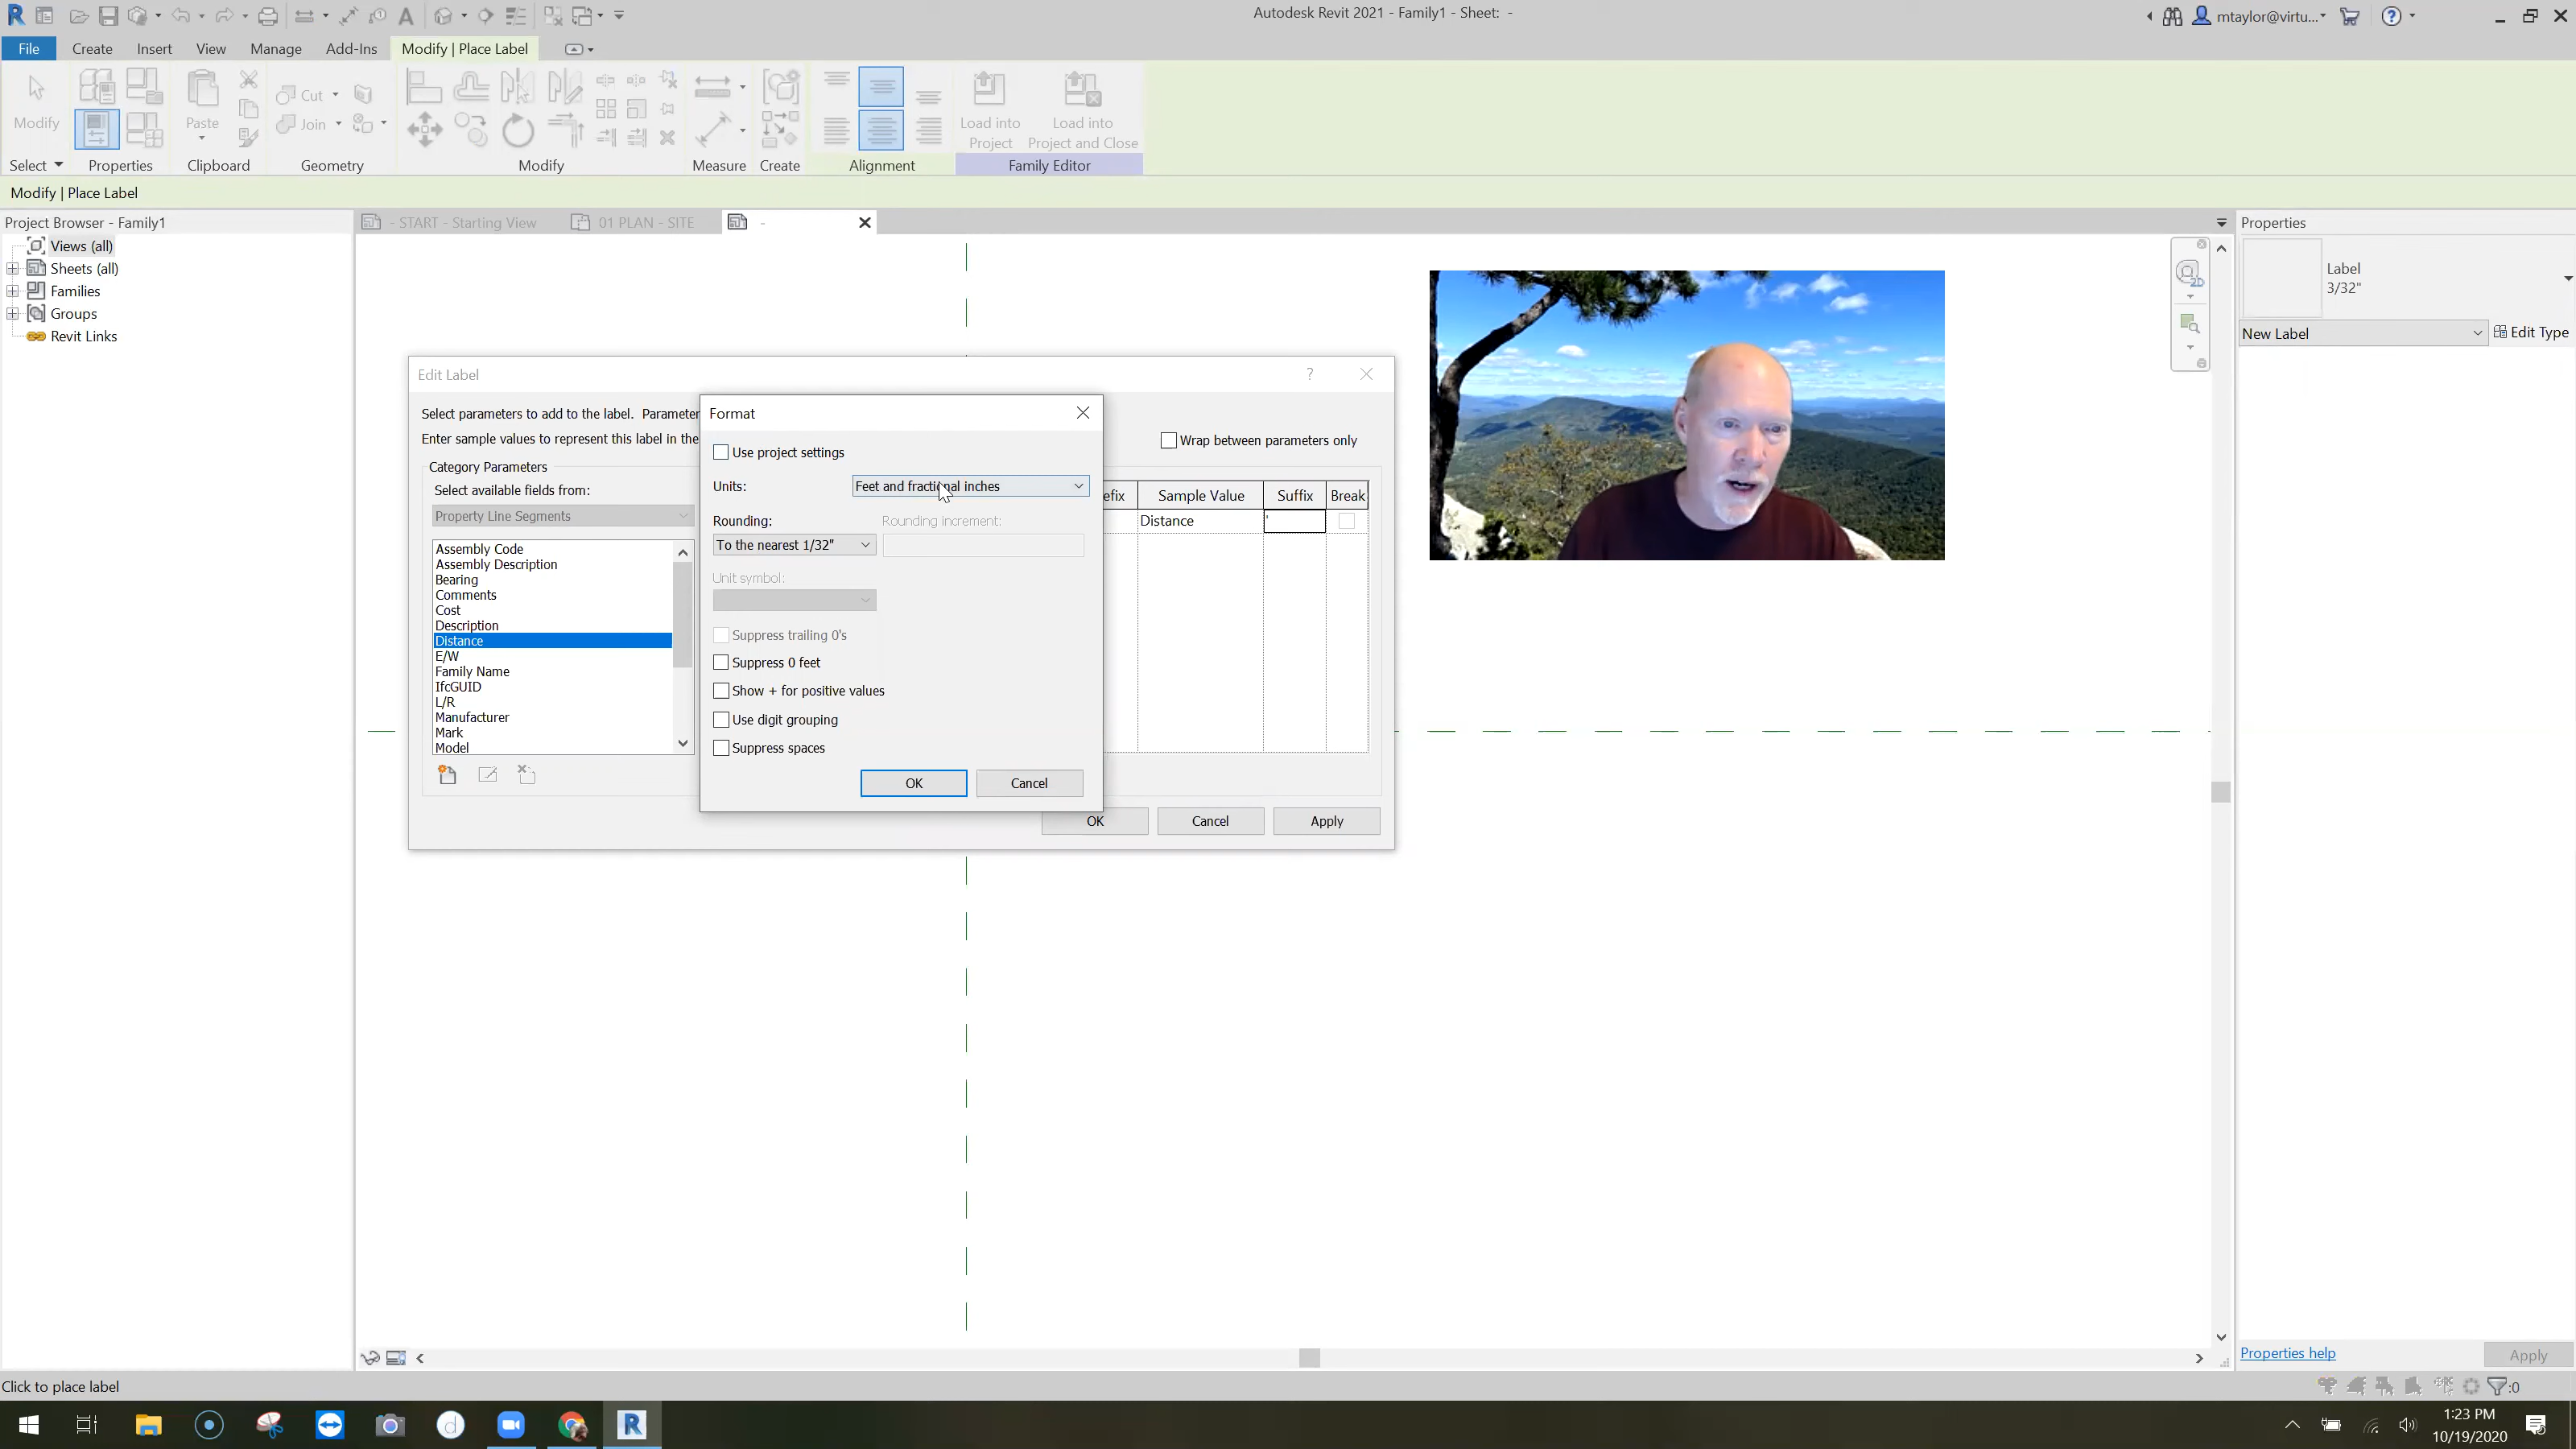 Autodesk Revit 2021 - Family1 - Sheet: -
mtaylor@virtu...
File Create Insert View Manage Add-Ins Modify | Place Label
Modify
Paste
Cut
Join
Load into
Project
Load into
Project and Close
Select Properties Clipboard Geometry Modify Measure Create Alignment Family Editor
Modify | Place Label
Project Browser - Family1
- START - Starting View
01 PLAN - SITE
-
Properties
Views (all)
Sheets (all)
Families
Groups
Revit Links
2D
Label
3/32"
New Label
Edit Type
Edit Label
Select parameters to add to the label. Parameter
Enter sample values to represent this label in the
Wrap between parameters only
Category Parameters
Select available fields from:
Property Line Segments
Assembly Code
Assembly Description
Bearing
Comments
Cost
Description
Distance
E/W
Family Name
IfcGUID
L/R
Manufacturer
Mark
Model
Format
Use project settings
Units: Feet and fractional inches
Rounding: Rounding increment:
To the nearest 1/32"
Unit symbol:
Suppress trailing 0's
Suppress 0 feet
Show + for positive values
Use digit grouping
Suppress spaces
OK Cancel
efix Sample Value Suffix Break
Distance '
OK Cancel Apply
Properties help
Apply
Click to place label
:0
1:23 PM
10/19/2020